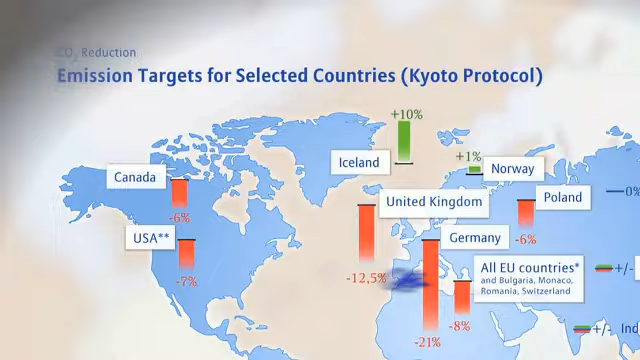 CO₂ Reduction
Emission Targets for Selected Countries (Kyoto Protocol)
+10%
Iceland
+1%
Norway
Canada
-6%
United Kingdom
-12,5%
Poland
-6%
0%
USA**
-7%
Germany
-21%
All EU countries*
and Bulgaria, Monaco,
Romania, Switzerland
-8%
+/-
+/-